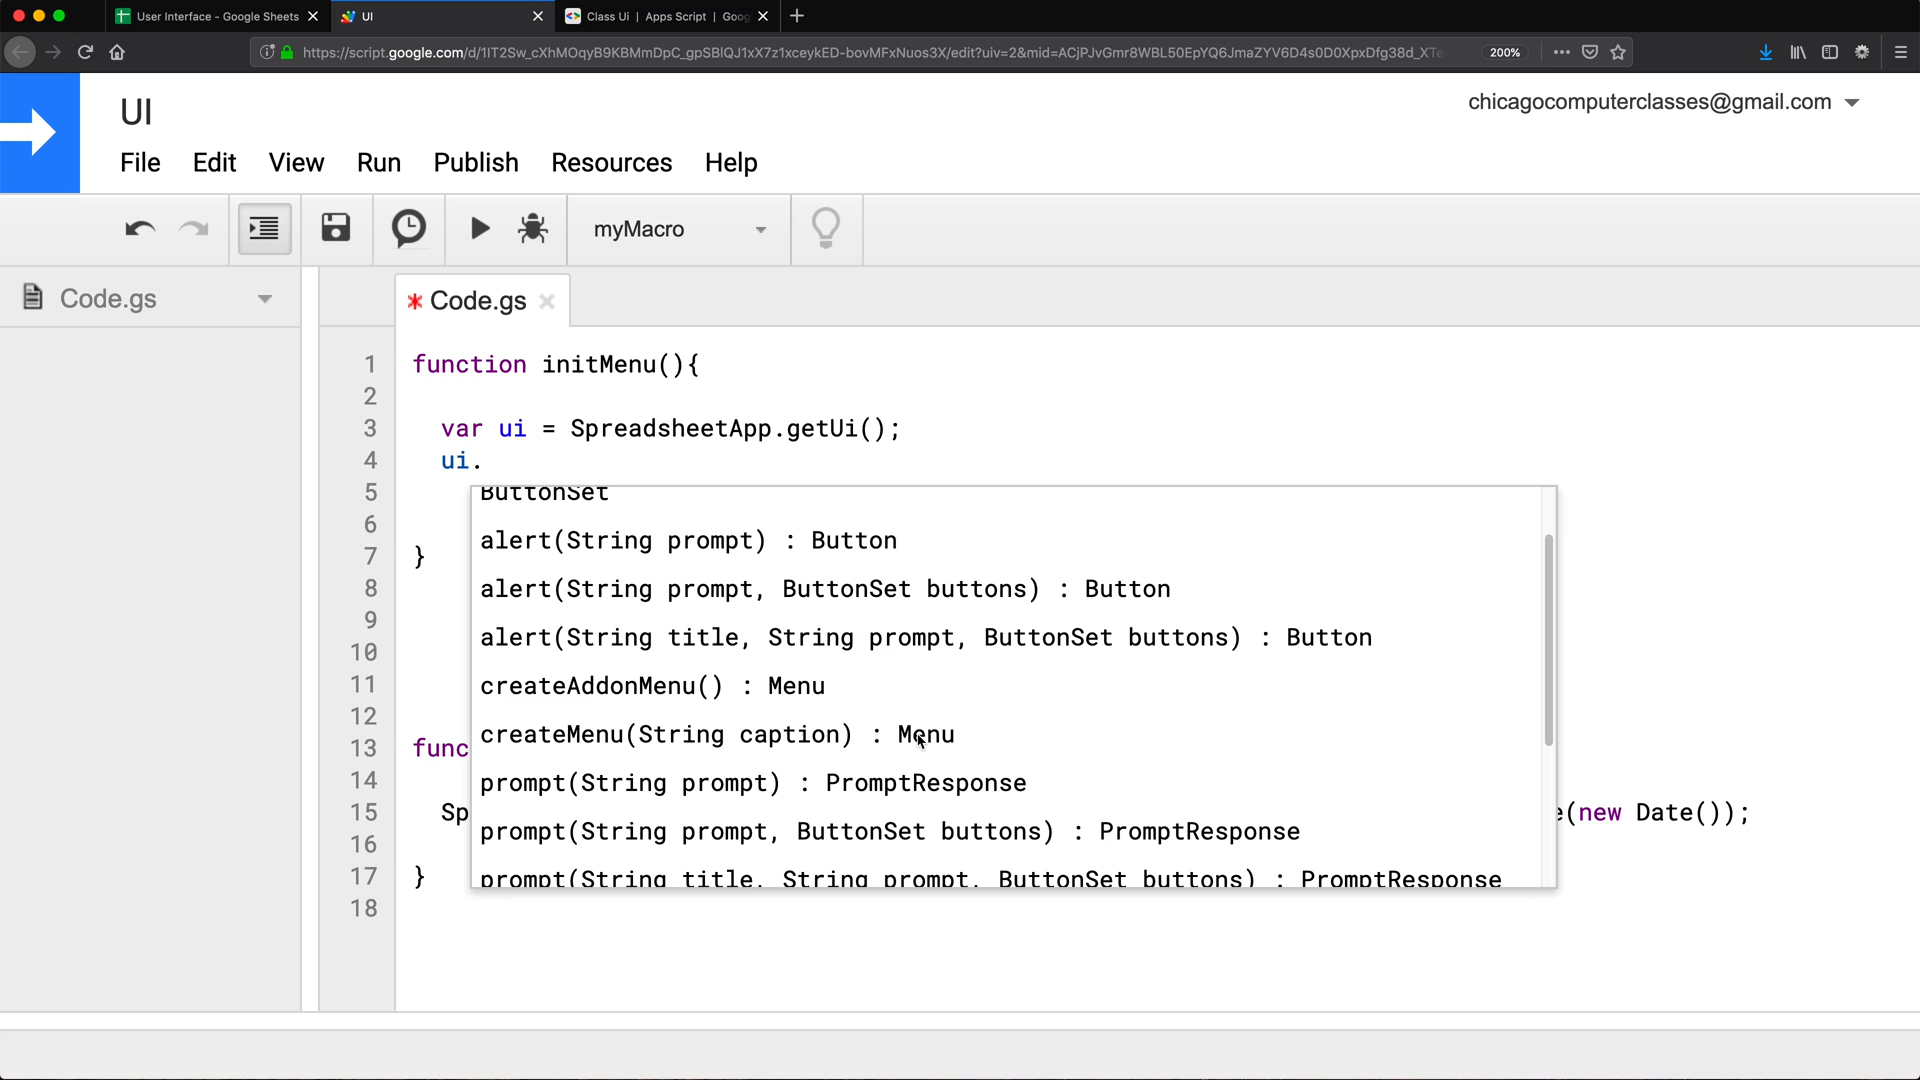 User Interface - Google Sheets
UI
Class Ui | Apps Script | Goog
https://script.google.com/d/1IT2Sw_cXhMOqyB9KBMmDpC_gpSBlQJ1xX7z1xceykED-bovMFxNuos3X/edit?uiv=2&mid=ACjPJvGmr8WBL50EpYQ6JmaZYV6D4s0D0XpxDfg38d_XTe
200%
UI
chicagocomputerclasses@gmail.com
File Edit View Run Publish Resources Help
myMacro
Code.gs
* Code.gs
1 function initMenu(){
2
3 var ui = SpreadsheetApp.getUi();
4 ui.
5 ButtonSet
6 alert(String prompt) : Button
7 }
8 alert(String prompt, ButtonSet buttons) : Button
9
10 alert(String title, String prompt, ButtonSet buttons) : Button
11 createAddonMenu() : Menu
12
createMenu(String caption) : Menu
13 func
14 prompt(String prompt) : PromptResponse
15 Sp e(new Date());
16 prompt(String prompt, ButtonSet buttons) : PromptResponse
17 }
prompt(String title, String prompt, ButtonSet buttons) : PromptResponse
18